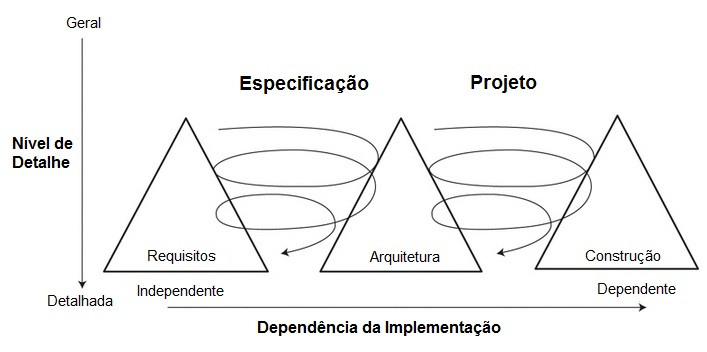 Geral
Especificação
Projeto
Nível de
Detalhe
Requisitos
Arquitetura
Construção
Detalhada
Independente
Dependente
Dependência da Implementação